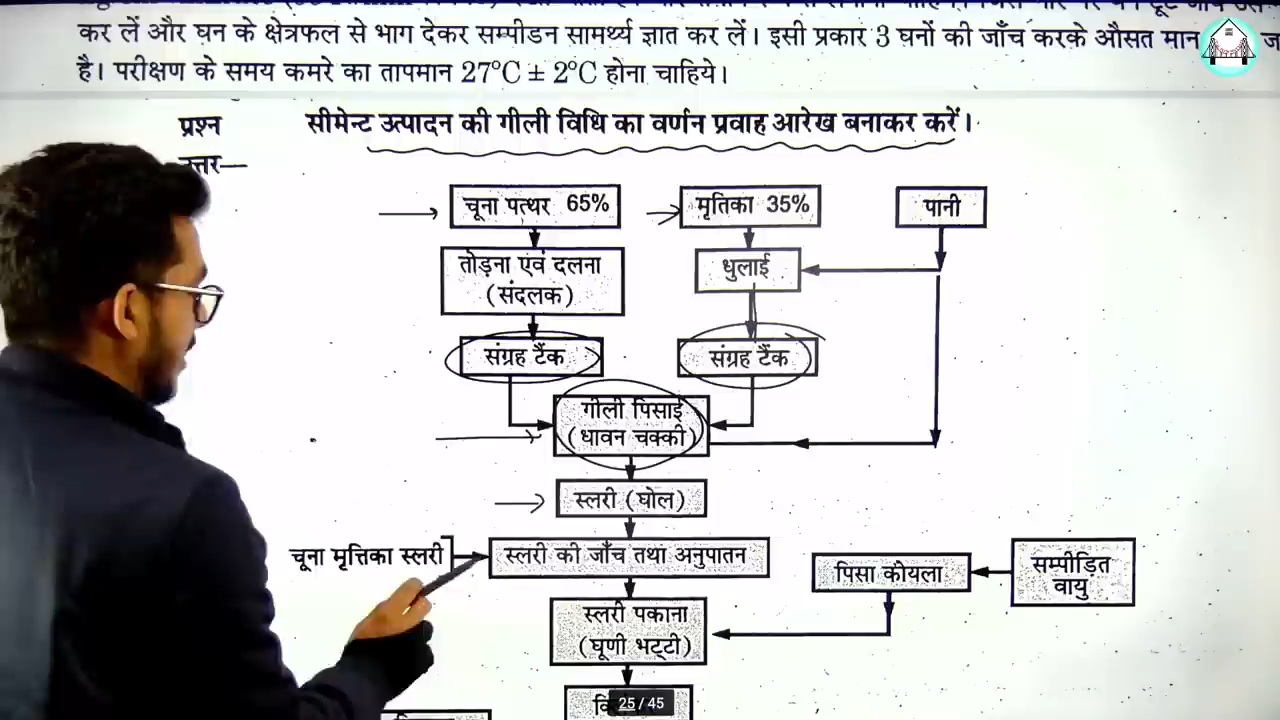 कर लें और घन के क्षेत्रफल से भाग देकर सम्पीडन सामर्थ्य ज्ञात कर लें। इसी प्रकार 3 घनों की जाँच करके औसत मान
है। परीक्षण के समय कमरे का तापमान 27°C ± 2°C होना चाहिये।
प्रश्न सीमेन्ट उत्पादन की गीली विधि का वर्णन प्रवाह आरेख बनाकर करें।
त्तर—
चूना पत्थर 65% मृतिका 35% पानी
तोड़ना एवं दलना
(संदलक)
धुलाई
संग्रह टैंक संग्रह टैंक
गीली पिसाई
(धावन चक्की)
स्लरी (घोल)
चूना मृत्तिका स्लरी स्लरी की जाँच तथा अनुपातन
पिसा कोयला सम्पीड़ित
वायु
स्लरी पकाना
(घूणी भट्टी)
25 / 45